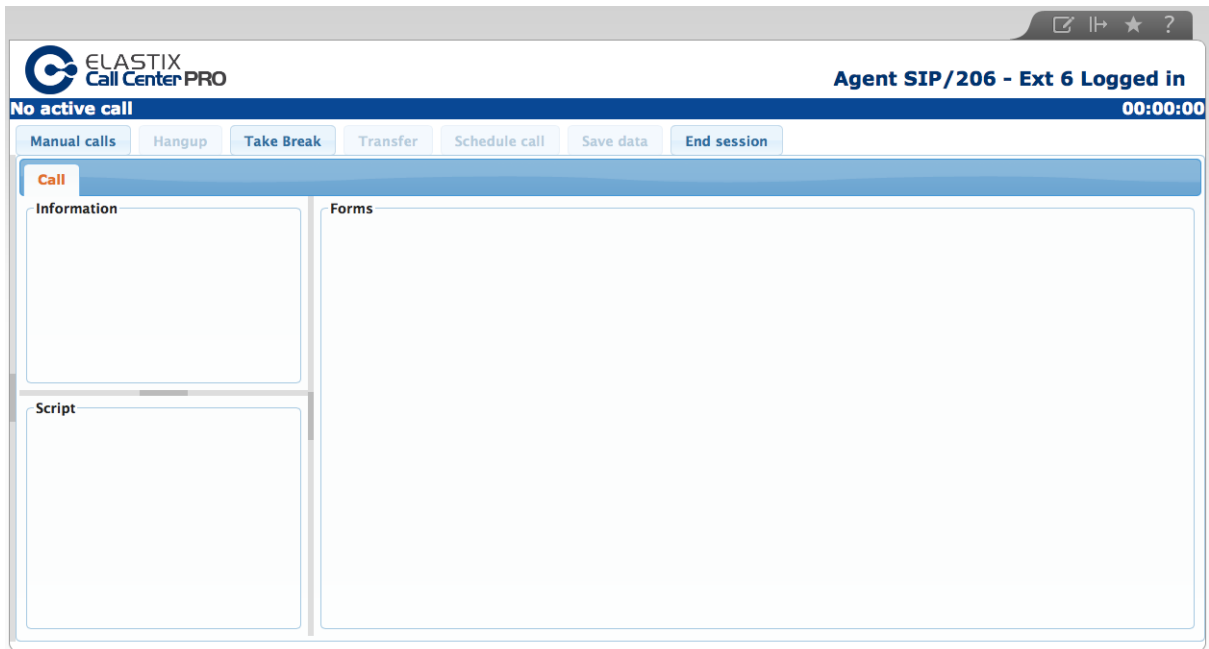 ?
ELASTIX
Call Center PRO
Agent SIP/206 - Ext 6 Logged in
No active call 00:00:00
Manual calls Hangup Take Break Transfer Schedule call Save data End session
Call
Information Forms
Script